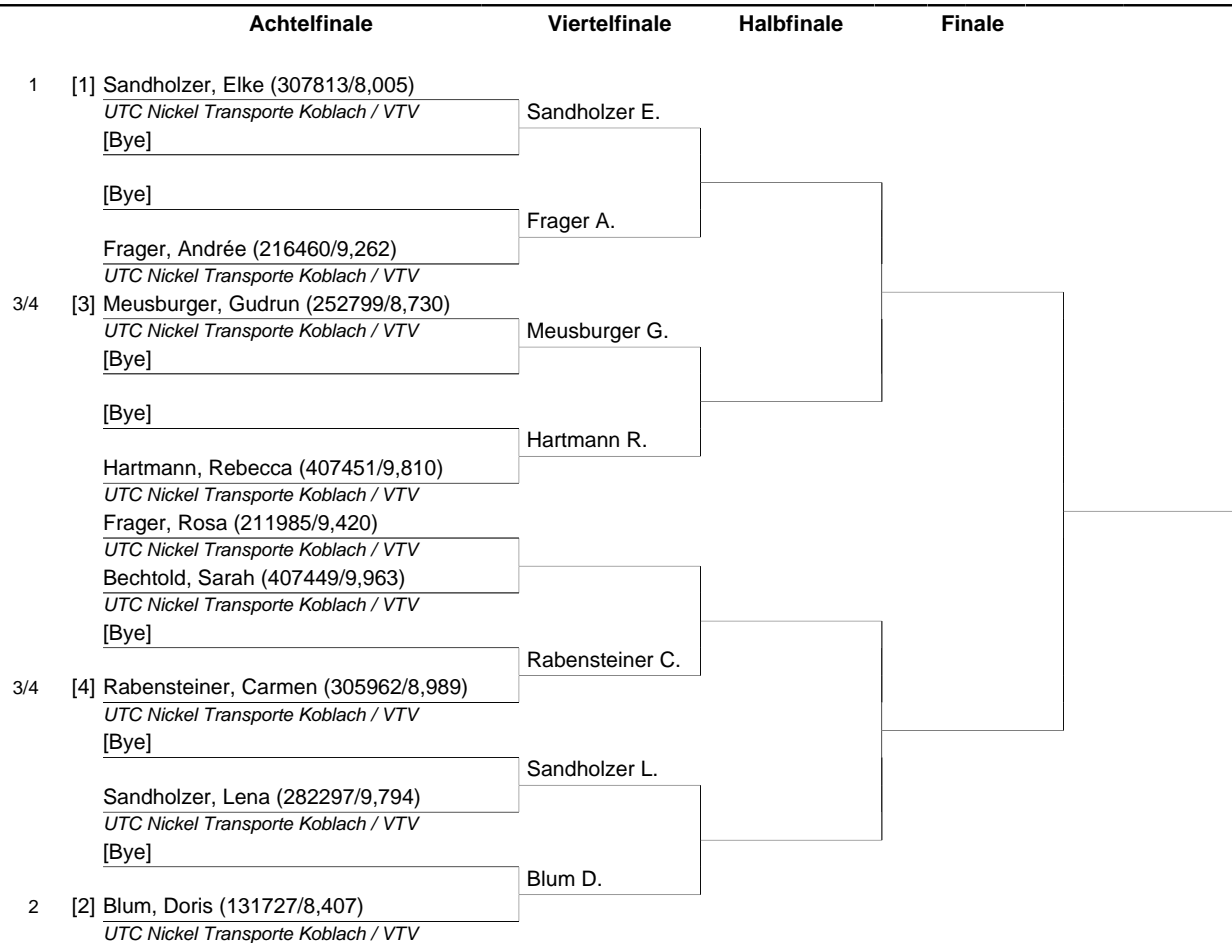 Achtelfinale Viertelfinale Halbfinale Finale
1 [1] Sandholzer, Elke (307813/8,005)
UTC Nickel Transporte Koblach / VTV
Sandholzer E.
[Bye]
[Bye]
Frager A.
Frager, Andrée (216460/9,262)
UTC Nickel Transporte Koblach / VTV
3/4 [3] Meusburger, Gudrun (252799/8,730)
UTC Nickel Transporte Koblach / VTV
Meusburger G.
[Bye]
[Bye]
Hartmann R.
Hartmann, Rebecca (407451/9,810)
UTC Nickel Transporte Koblach / VTV
Frager, Rosa (211985/9,420)
UTC Nickel Transporte Koblach / VTV
Bechtold, Sarah (407449/9,963)
UTC Nickel Transporte Koblach / VTV
[Bye]
Rabensteiner C.
3/4 [4] Rabensteiner, Carmen (305962/8,989)
UTC Nickel Transporte Koblach / VTV
[Bye]
Sandholzer L.
Sandholzer, Lena (282297/9,794)
UTC Nickel Transporte Koblach / VTV
[Bye]
Blum D.
2 [2] Blum, Doris (131727/8,407)
UTC Nickel Transporte Koblach / VTV